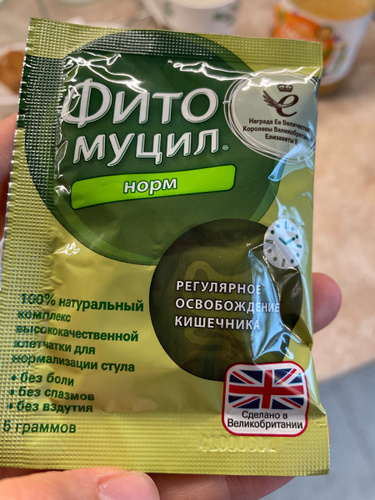 Фито
муцил®
норм
Награда Ее Величества
Королевы Великобритании
Елизаветы II
РЕГУЛЯРНОЕ
ОСВОБОЖДЕНИЕ
КИШЕЧНИКА
100% натуральный
комплекс
высококачественной
клетчатки для
нормализации стула
• без боли
• без спазмов
• без вздутия
5 граммов
Сделано в
Великобритании